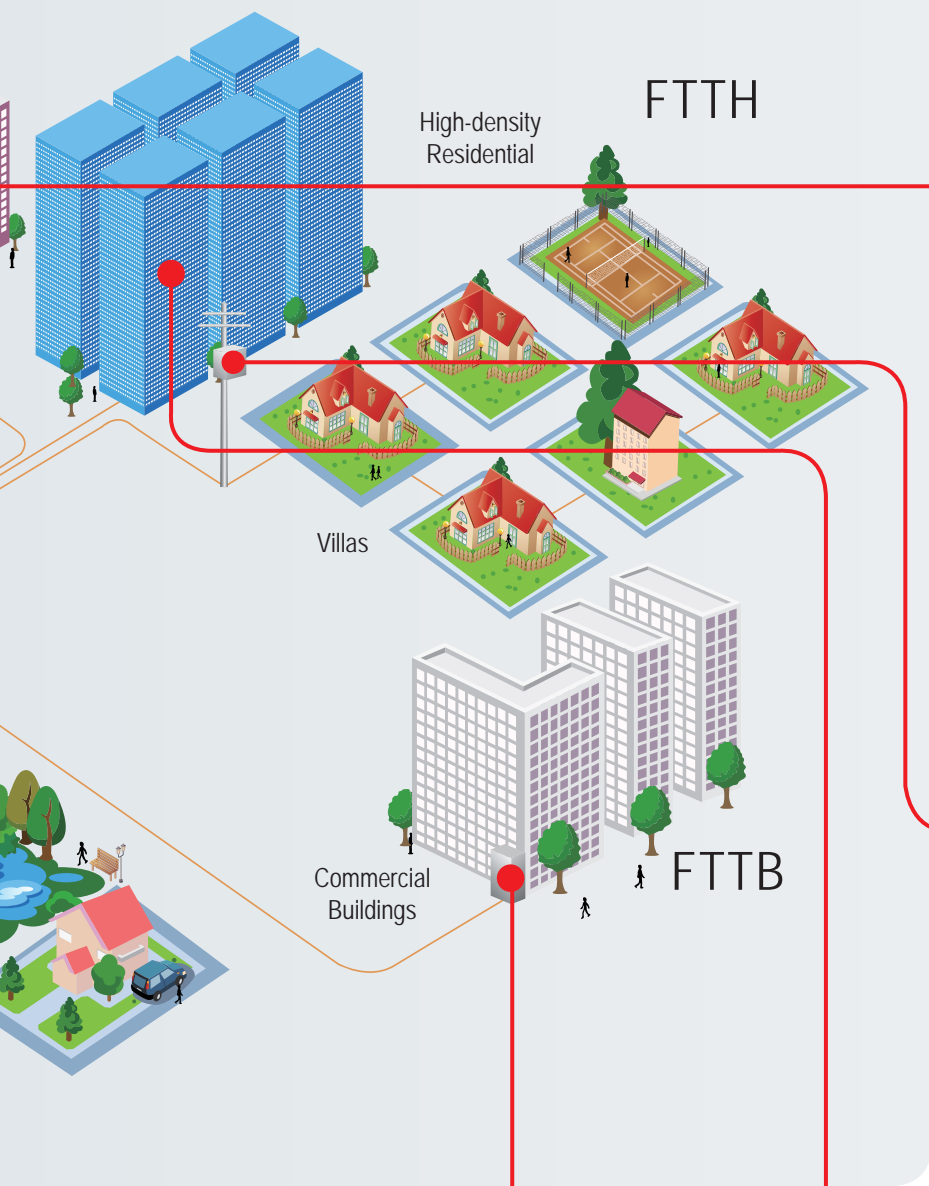 FTTH
High-density
Residential
Villas
Commercial
Buildings
FTTB